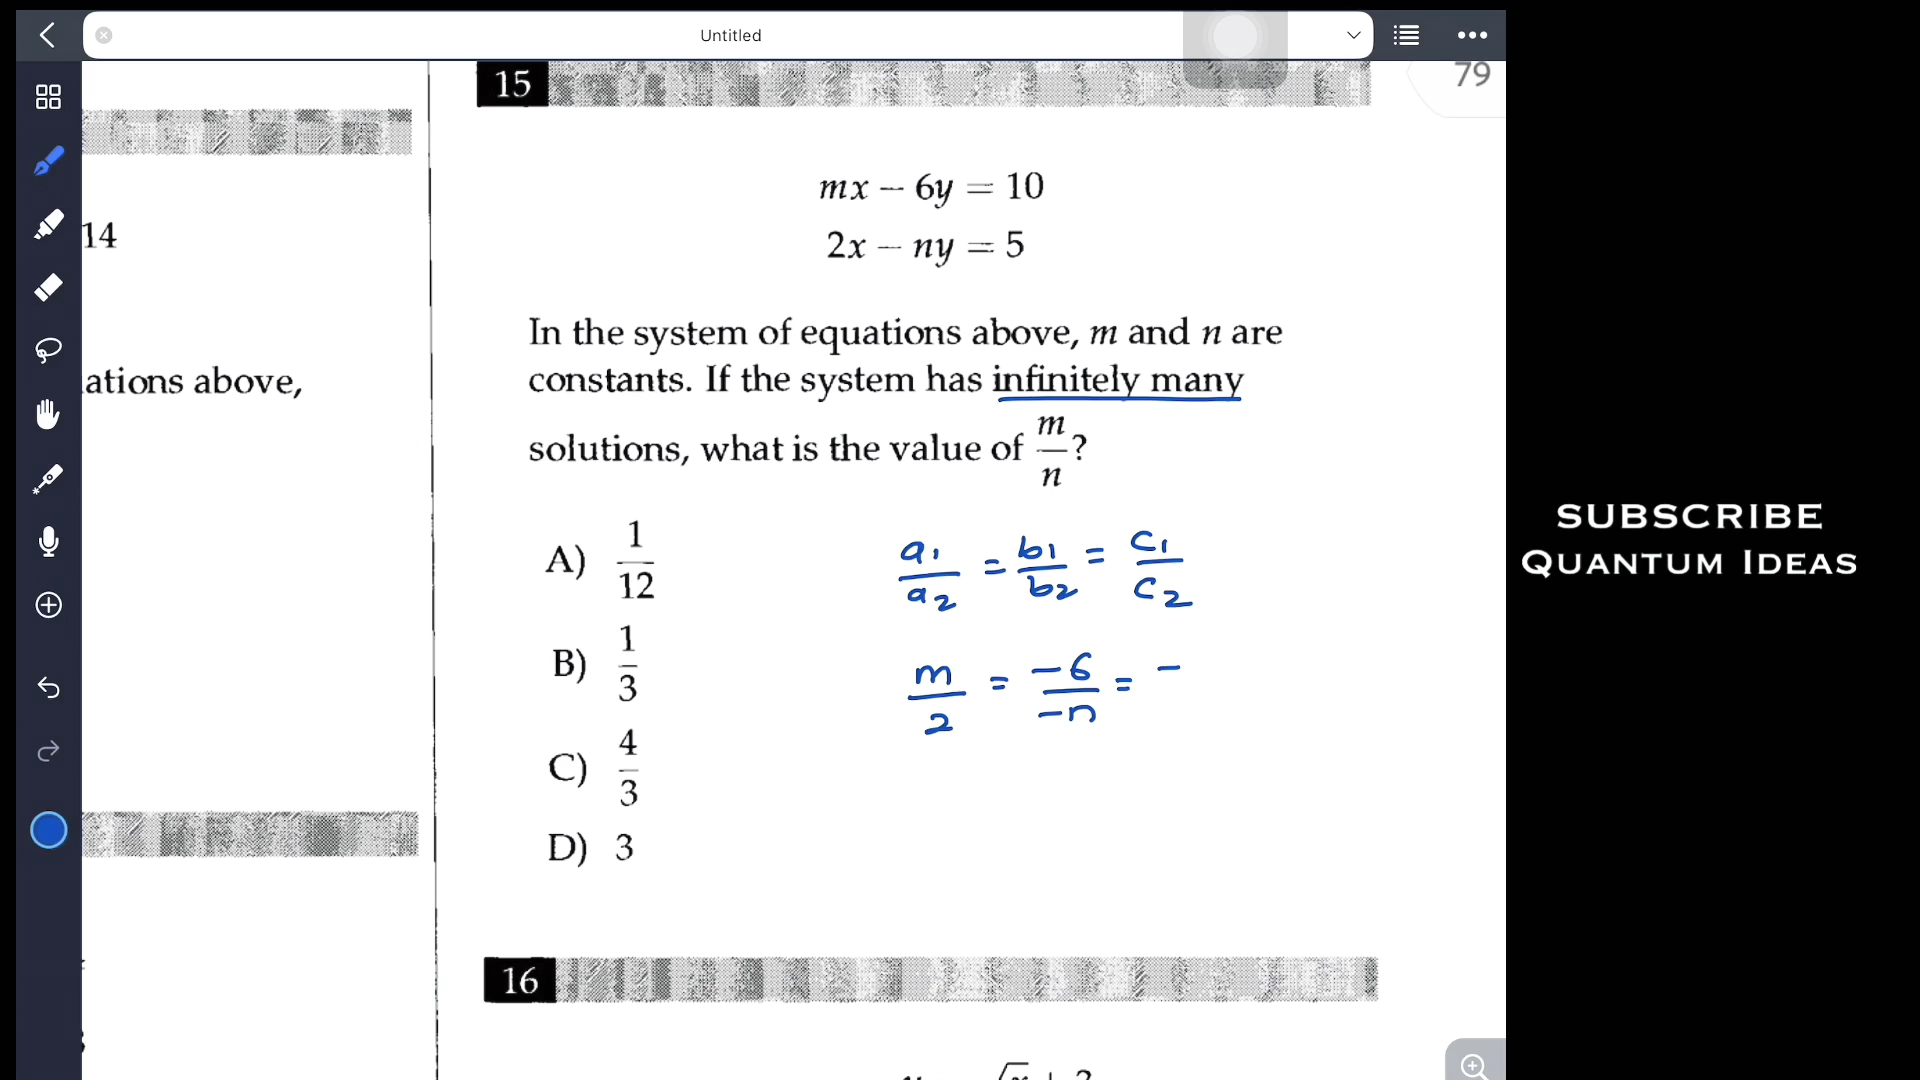 Untitled
79
14
ations above,
15
mx − 6y = 10
2x − ny = 5
In the system of equations above, m and n are
constants. If the system has infinitely many
solutions, what is the value of m/n?
A) 1/12
B) 1/3
C) 4/3
D) 3
a1/a2 = b1/b2 = c1/c2
m/2 = -6/-n = -
16
SUBSCRIBE
QUANTUM IDEAS